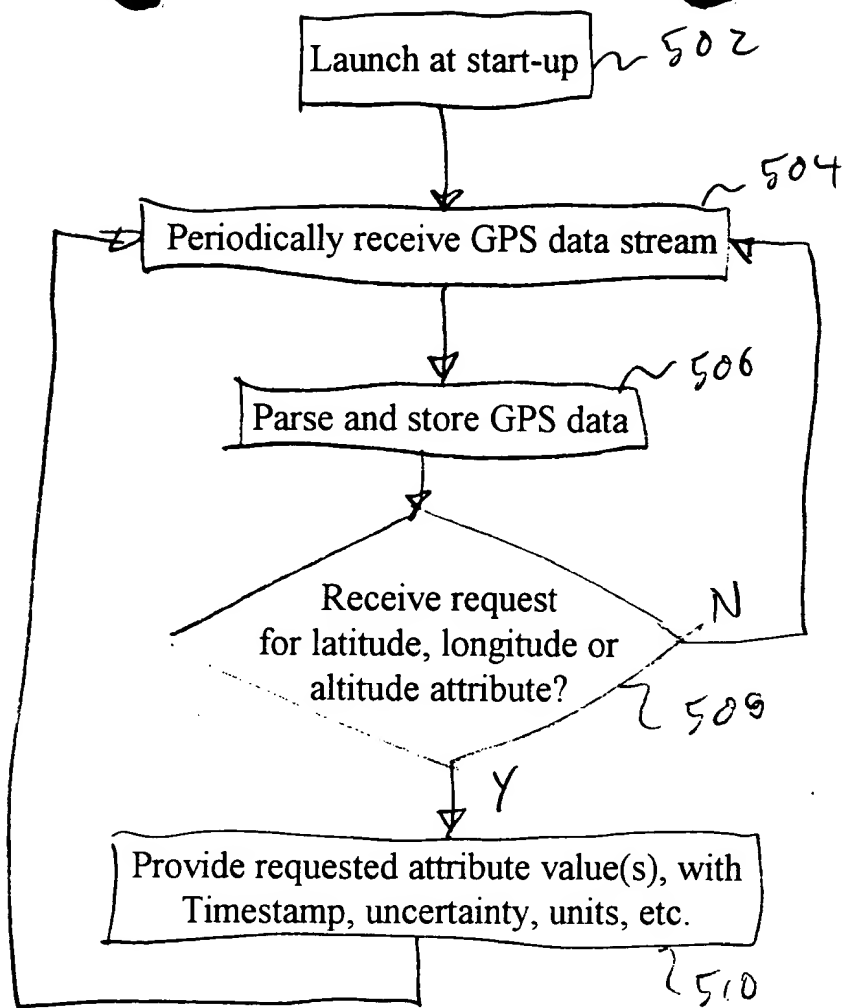 Launch at start-up
502
504
Periodically receive GPS data stream
506
Parse and store GPS data
Receive request
for latitude, longitude or
altitude attribute?
N
508
Y
Provide requested attribute value(s), with
Timestamp, uncertainty, units, etc.
510